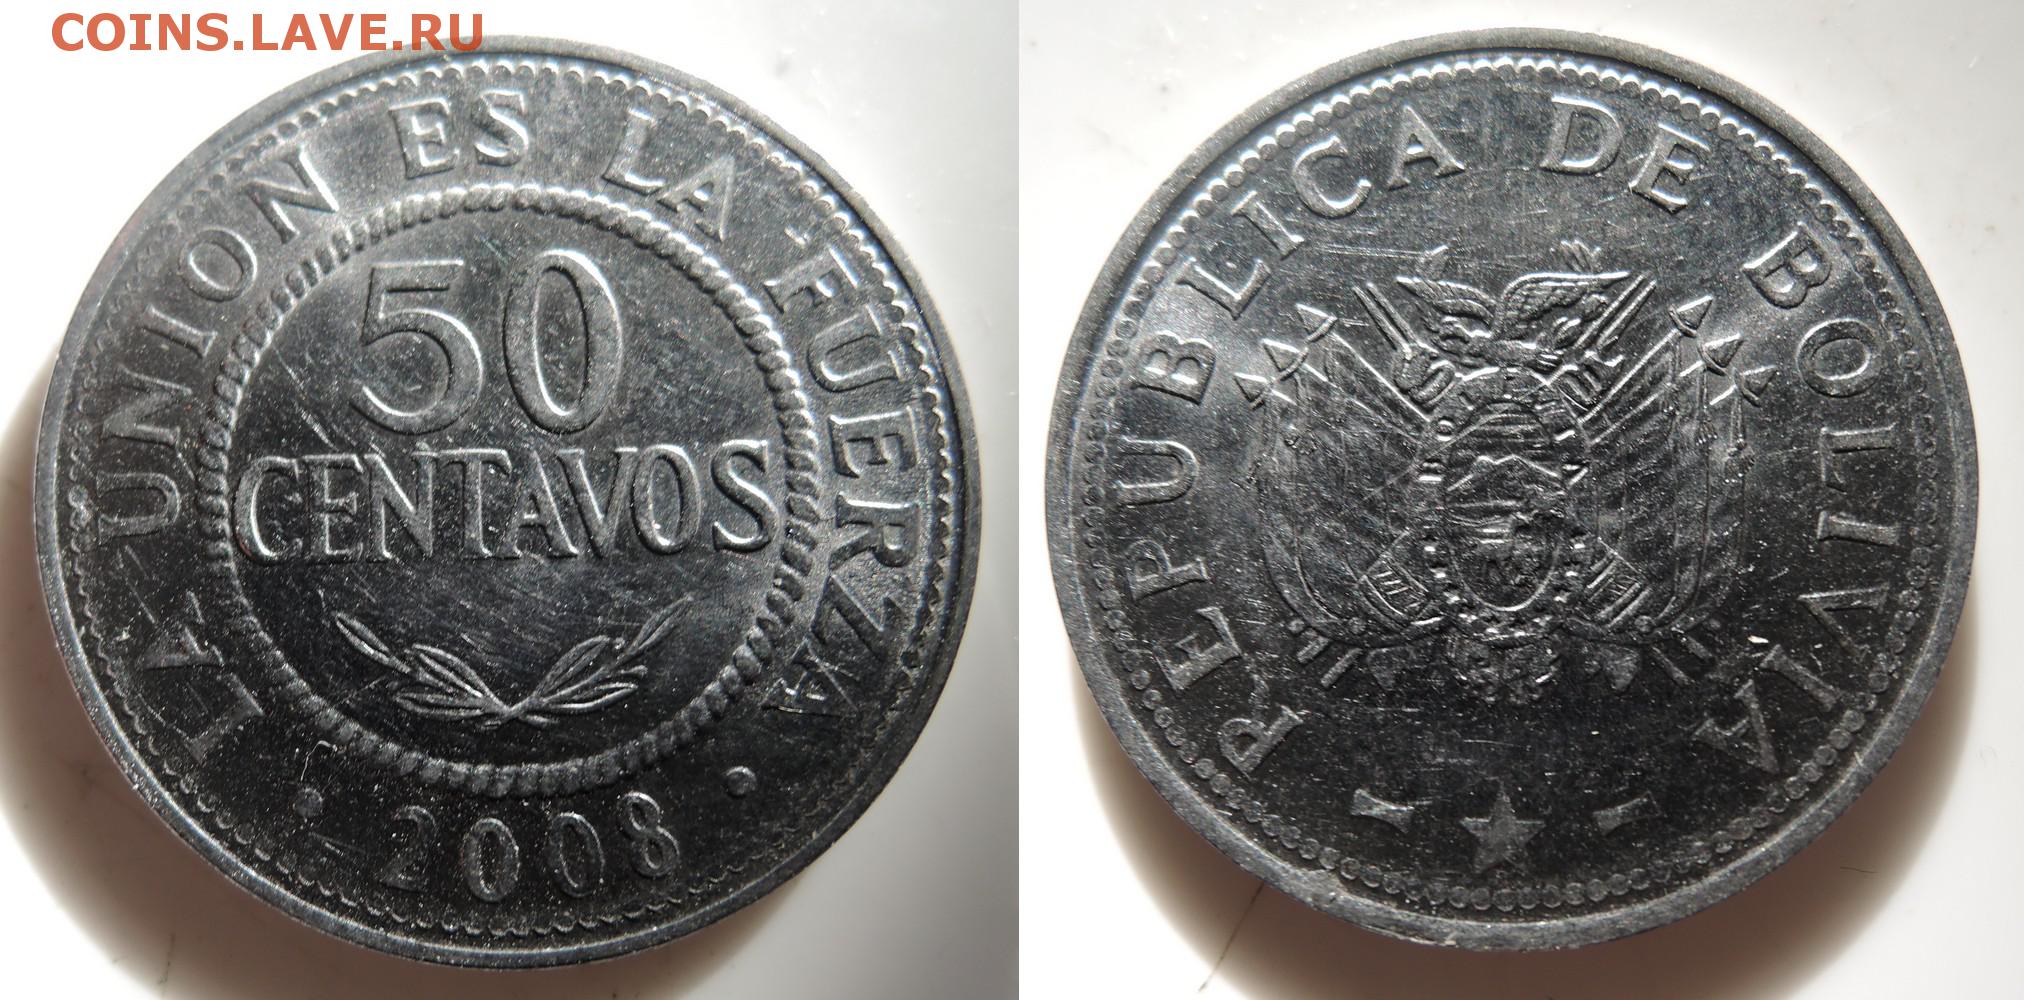 COINS.LAVE.RU
LA UNION ES LA FUERZA
50
CENTAVOS
2008
REPUBLICA DE BOLIVIA